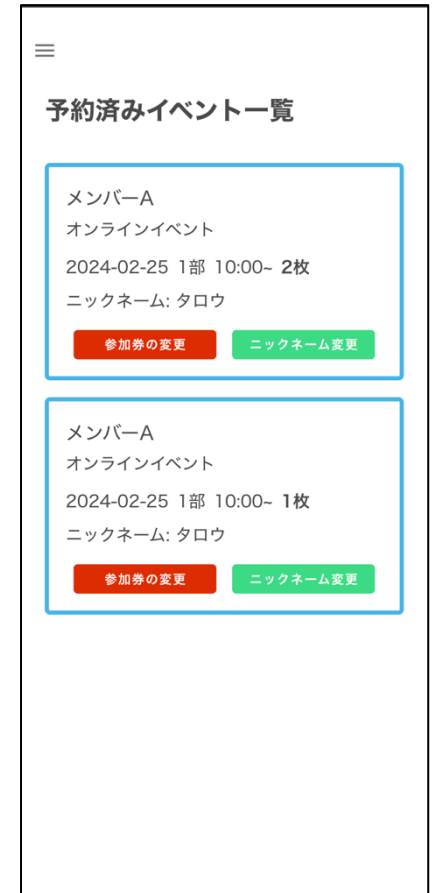 予約済みイベント一覧
メンバーA
オンラインイベント
2024-02-25 1部 10:00~ 2枚
ニックネーム: タロウ
参加券の変更 ニックネーム変更
メンバーA
オンラインイベント
2024-02-25 1部 10:00~ 1枚
ニックネーム: タロウ
参加券の変更 ニックネーム変更